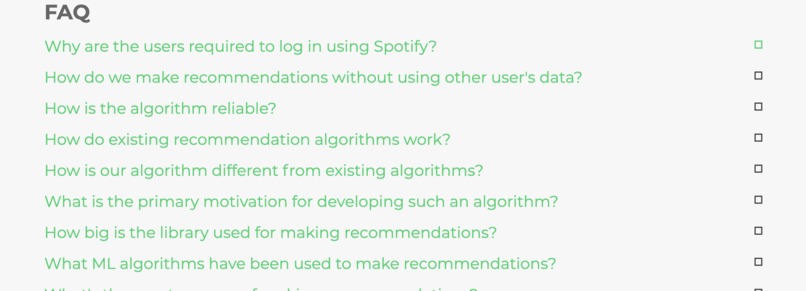 FAQ
Why are the users required to log in using Spotify?
How do we make recommendations without using other user's data?
How is the algorithm reliable?
How do existing recommendation algorithms work?
How is our algorithm different from existing algorithms?
What is the primary motivation for developing such an algorithm?
How big is the library used for making recommendations?
What ML algorithms have been used to make recommendations?